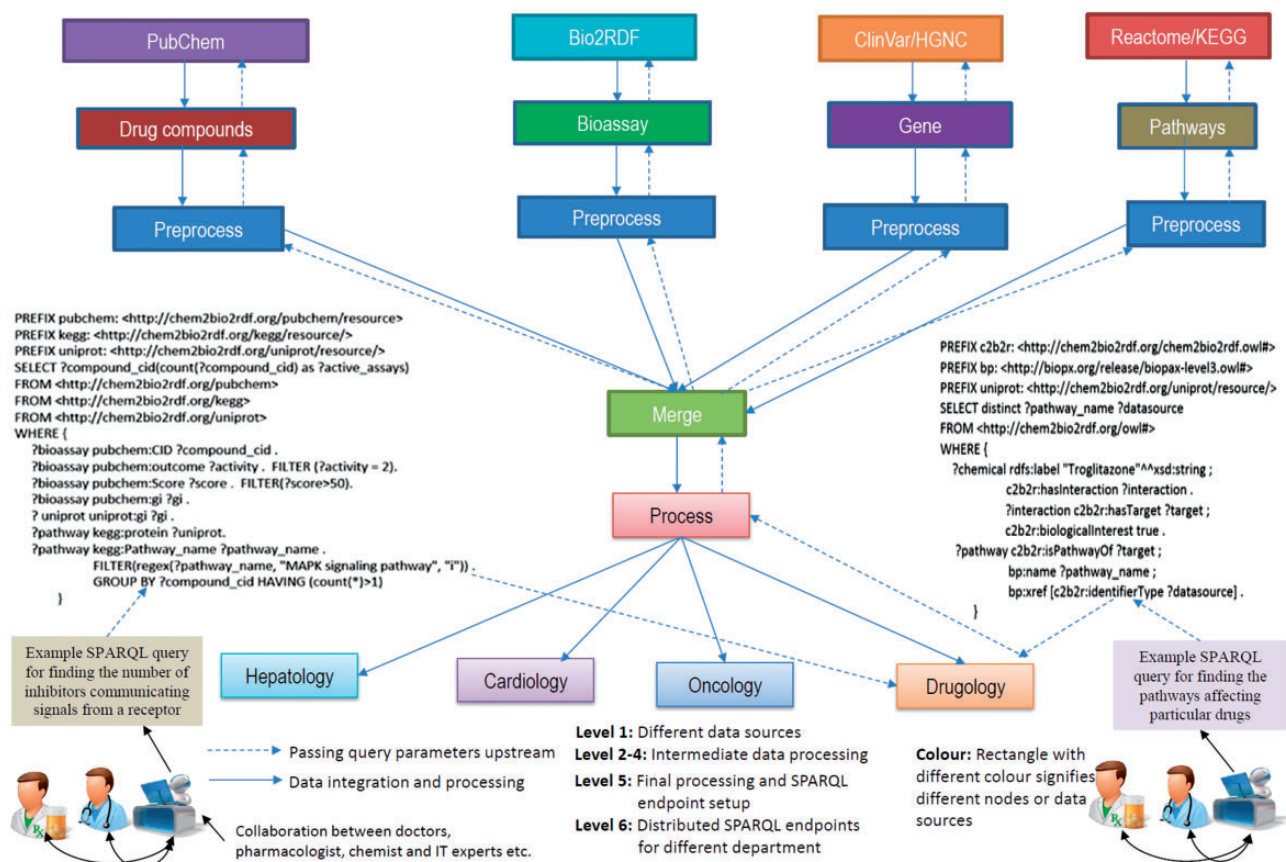 PubChem
Bio2RDF
ClinVar/HGNC
Reactome/KEGG
Drug compounds
Bioassay
Gene
Pathways
Preprocess
Preprocess
Preprocess
Preprocess
PREFIX pubchem: <http://chem2bio2rdf.org/pubchem/resource>
PREFIX kegg: <http://chem2bio2rdf.org/kegg/resource/>
PREFIX uniprot: <http://chem2bio2rdf.org/uniprot/resource/>
SELECT ?compound_cid(count(?compound_cid) as ?active_assays)
FROM <http://chem2bio2rdf.org/pubchem>
FROM <http://chem2bio2rdf.org/kegg>
FROM <http://chem2bio2rdf.org/uniprot>
WHERE {
?bioassay pubchem:CID ?compound_cid .
?bioassay pubchem:outcome ?activity . FILTER (?activity = 2).
?bioassay pubchem:Score ?score . FILTER(?score>50).
?bioassay pubchem:gi ?gi .
? uniprot uniprot:gi ?gi .
?pathway kegg:protein ?uniprot.
?pathway kegg:Pathway_name ?pathway_name .
FILTER(regex(?pathway_name, "MAPK signaling pathway", "i")) .
GROUP BY ?compound_cid HAVING (count(*)>1)
}
Merge
Process
PREFIX c2b2r: <http://chem2bio2rdf.org/chem2bio2rdf.owl#>
PREFIX bp: <http://biopx.org/release/biopax-level3.owl#>
PREFIX uniprot: <http://chem2bio2rdf.org/uniprot/resource/>
SELECT distinct ?pathway_name ?datasource
FROM <http://chem2bio2rdf.org/owl#>
WHERE {
?chemical rdfs:label "Troglitazone"^^xsd:string ;
c2b2r:hasInteraction ?interaction .
?interaction c2b2r:hasTarget ?target ;
c2b2r:biologicalInterest true .
?pathway c2b2r:isPathwayOf ?target ;
bp:name ?pathway_name ;
bp:xref [c2b2r:identifierType ?datasource] .
}
Example SPARQL query
for finding the number of
inhibitors communicating
signals from a receptor
Hepatology
Cardiology
Oncology
Drugology
Example SPARQL
query for finding the
pathways affecting
particular drugs
Passing query parameters upstream
Data integration and processing
Level 1: Different data sources
Level 2-4: Intermediate data processing
Level 5: Final processing and SPARQL
endpoint setup
Level 6: Distributed SPARQL endpoints
for different department
Colour: Rectangle with
different colour signifies
different nodes or data
sources
Rx
Rx
Collaboration between doctors,
pharmacologist, chemist and IT experts etc.